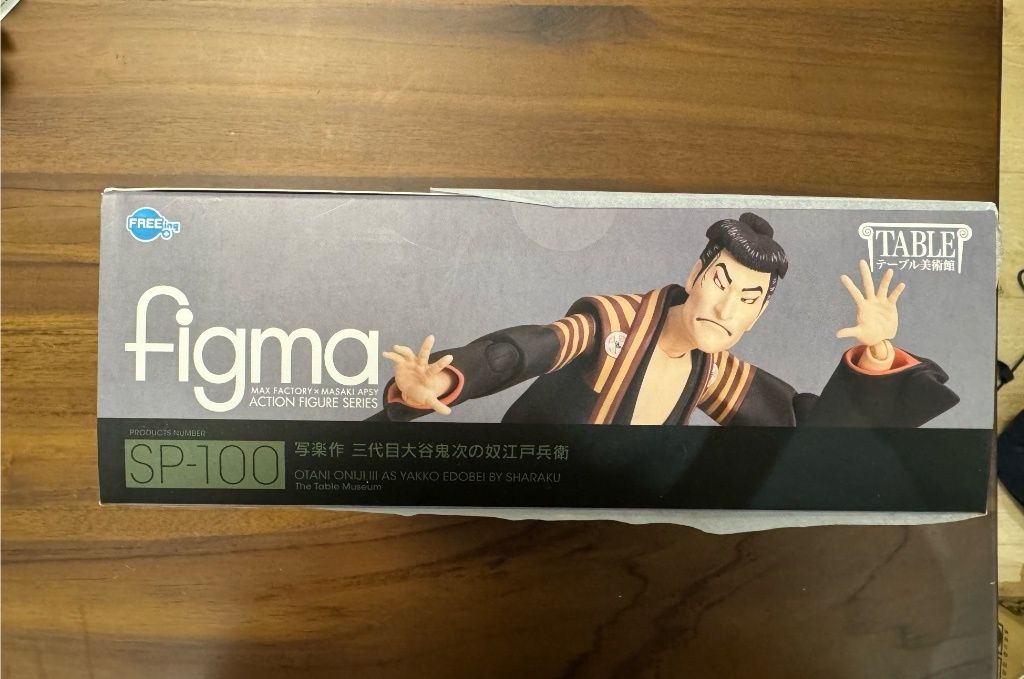 FREEing
figma
MAX FACTORY × MASAKI APSY
ACTION FIGURE SERIES
TABLE
テーブル美術館
PRODUCTS NUMBER
SP-100
写楽作 三代目大谷鬼次の奴江戸兵衛
OTANI ONIJI III AS YAKKO EDOBEI BY SHARAKU
The Table Museum